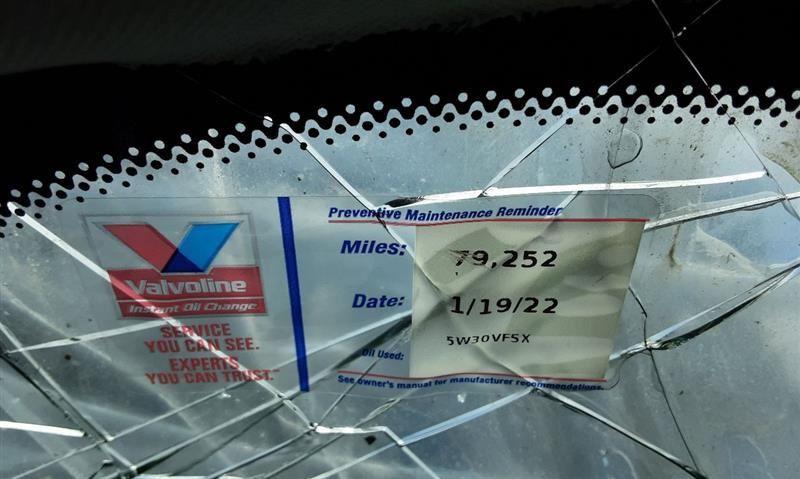 Valvoline
Instant Oil Change
SERVICE
YOU CAN SEE.
EXPERTS
YOU CAN TRUST.™
Preventive Maintenance Reminder
Miles: 79,252
Date: 1/19/22
Oil Used: 5W30VFSX
See owner's manual for manufacturer recommendations.